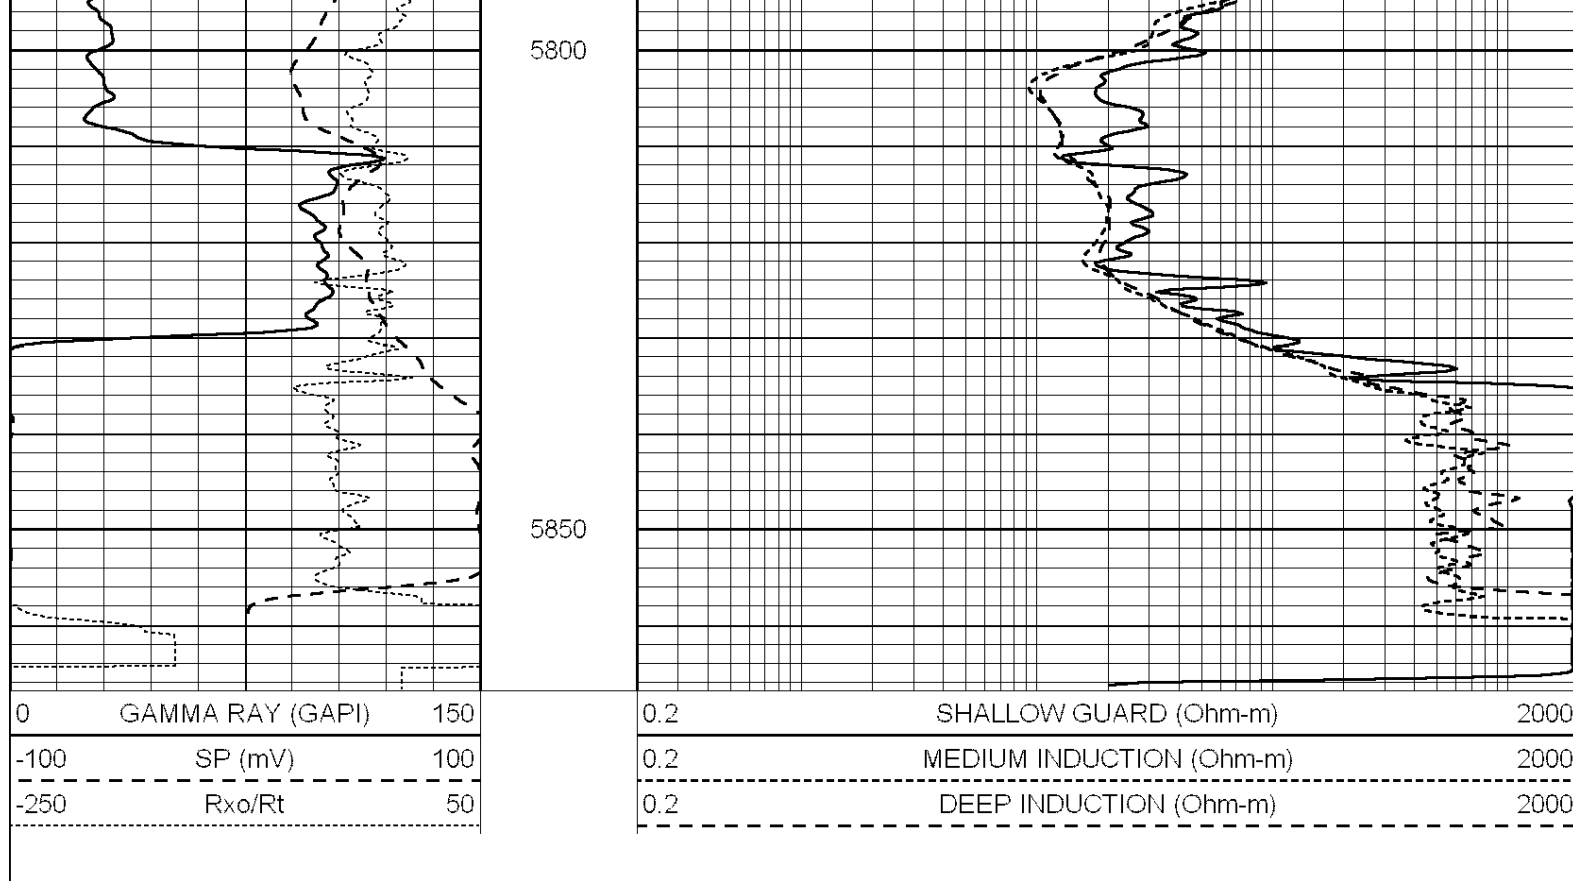 5800
5850
0 GAMMA RAY (GAPI) 150
-100 SP (mV) 100
-250 Rxo/Rt 50
0.2 SHALLOW GUARD (Ohm-m) 2000
0.2 MEDIUM INDUCTION (Ohm-m) 2000
0.2 DEEP INDUCTION (Ohm-m) 2000